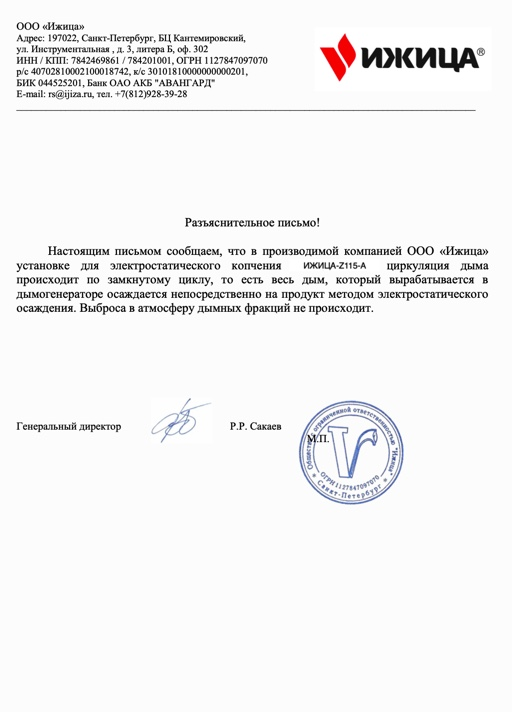 ООО «Ижица»
Адрес: 197022, Санкт-Петербург, БЦ Кантемировский,
ул. Инструментальная , д. 3, литера Б, оф. 302
ИНН / КПП: 7842469861 / 784201001, ОГРН 1127847097070
р/с 40702810002100018742, к/с 30101810000000000201,
БИК 044525201, Банк ОАО АКБ "АВАНГАРД"
E-mail: rs@ijiza.ru, тел. +7(812)928-39-28
ИЖИЦА®
Разъяснительное письмо!
Настоящим письмом сообщаем, что в производимой компанией ООО «Ижица»
установке для электростатического копчения ИЖИЦА-Z115-А циркуляция дыма
происходит по замкнутому циклу, то есть весь дым, который вырабатывается в
дымогенераторе осаждается непосредственно на продукт методом электростатического
осаждения. Выброса в атмосферу дымных фракций не происходит.
Генеральный директор Р.Р. Сакаев
М.П.
Общество с ограниченной ответственностью "Ижица"
ОГРН 1127847097070
* Санкт-Петербург *